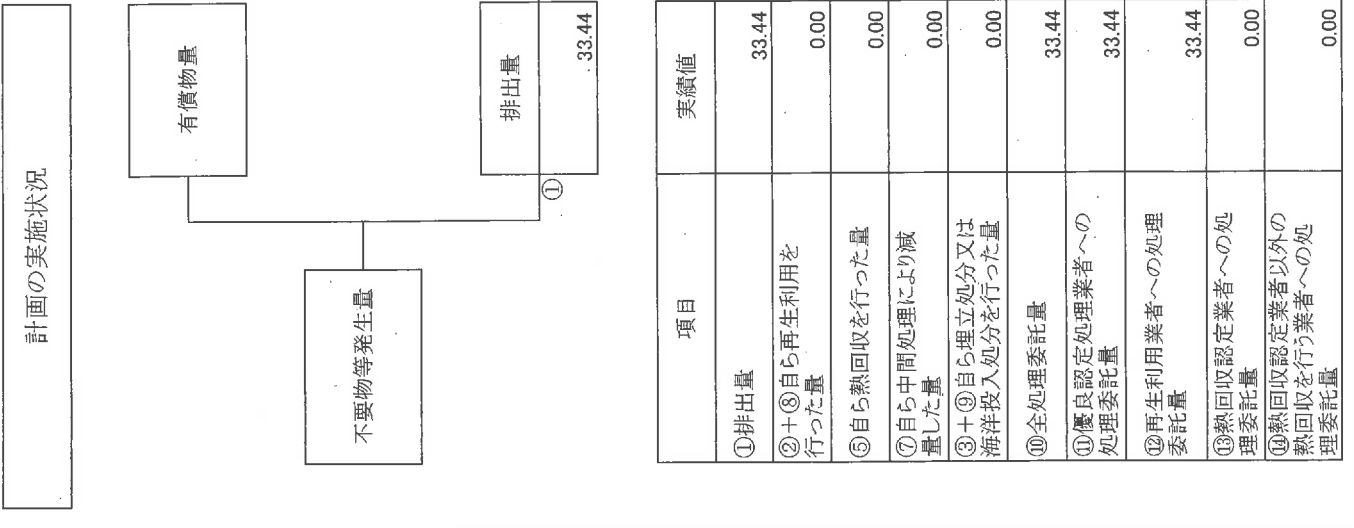 計画の実施状況
有償物量
不要物等発生量
排出量
①
33.44
項目
実績値
①排出量
33.44
②+⑧自ら再生利用を
行った量
0.00
⑤自ら熱回収を行った量
0.00
⑦自ら中間処理により減
量した量
0.00
③+⑨自ら埋立処分又は
海洋投入処分を行った量
0.00
⑩全処理委託量
33.44
⑪優良認定処理業者への
処理委託量
33.44
⑫再生利用業者への処理
委託量
33.44
⑬熱回収認定業者への処
理委託量
0.00
⑭熱回収認定業者以外の
熱回収を行う業者への処
理委託量
0.00